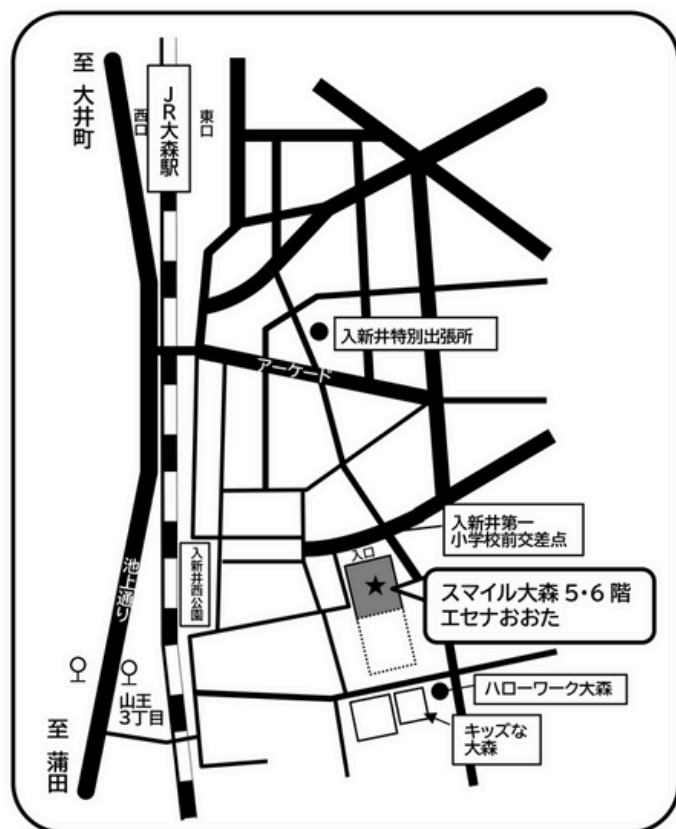 至 大井町
西口
JR大森駅
東口
入新井特別出張所
アーケード
入新井第一
小学校前交差点
入口
入新井西公園
スマイル大森 5・6 階
エセナおおた
池上通り
山王
3丁目
ハローワーク大森
キッズな
大森
至 蒲田